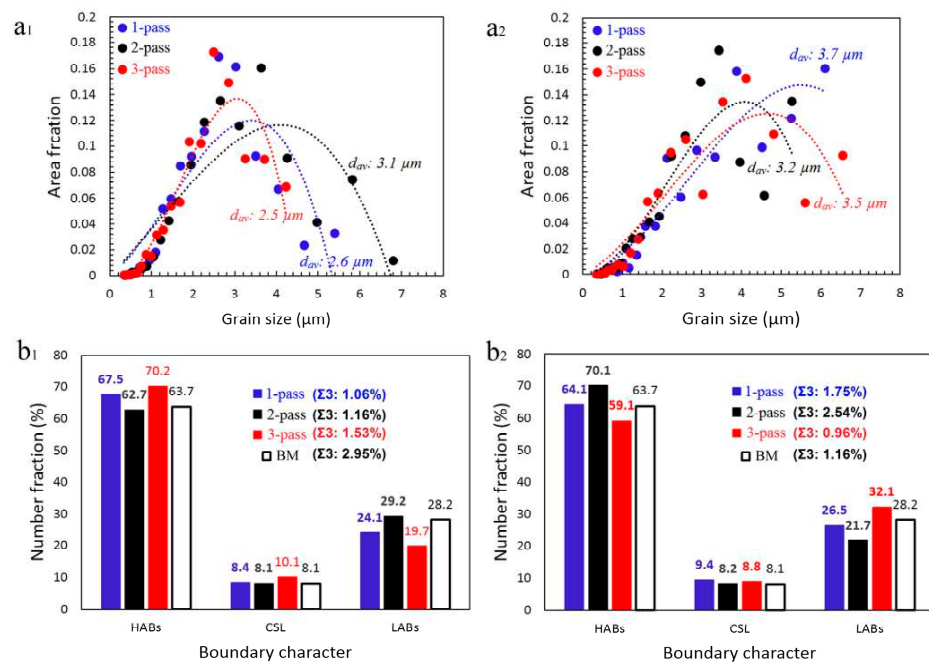 a1
0.2
0.18
0.16
0.14
0.12
0.1
0.08
0.06
0.04
0.02
0
Area frcation
1-pass
2-pass
3-pass
dav: 3.1 µm
dav: 2.5 µm
dav: 2.6 µm
0 1 2 3 4 5 6 7 8
Grain size (µm)
a2
0.2
0.18
0.16
0.14
0.12
0.1
0.08
0.06
0.04
0.02
0
Area frcation
1-pass
2-pass
3-pass
dav: 3.7 µm
dav: 3.2 µm
dav: 3.5 µm
0 1 2 3 4 5 6 7 8
Grain size (µm)
b1
80
70
60
50
40
30
20
10
0
Number fraction (%)
67.5 62.7 70.2 63.7
8.4 8.1 10.1 8.1
24.1 29.2 19.7 28.2
1-pass (Σ3: 1.06%)
2-pass (Σ3: 1.16%)
3-pass (Σ3: 1.53%)
BM (Σ3: 2.95%)
HABs CSL LABs
Boundary character
b2
80
70
60
50
40
30
20
10
0
Number fraction (%)
64.1 70.1 59.1 63.7
9.4 8.2 8.8 8.1
26.5 21.7 32.1 28.2
1-pass (Σ3: 1.75%)
2-pass (Σ3: 2.54%)
3-pass (Σ3: 0.96%)
BM (Σ3: 1.16%)
HABs CSL LABs
Boundary character